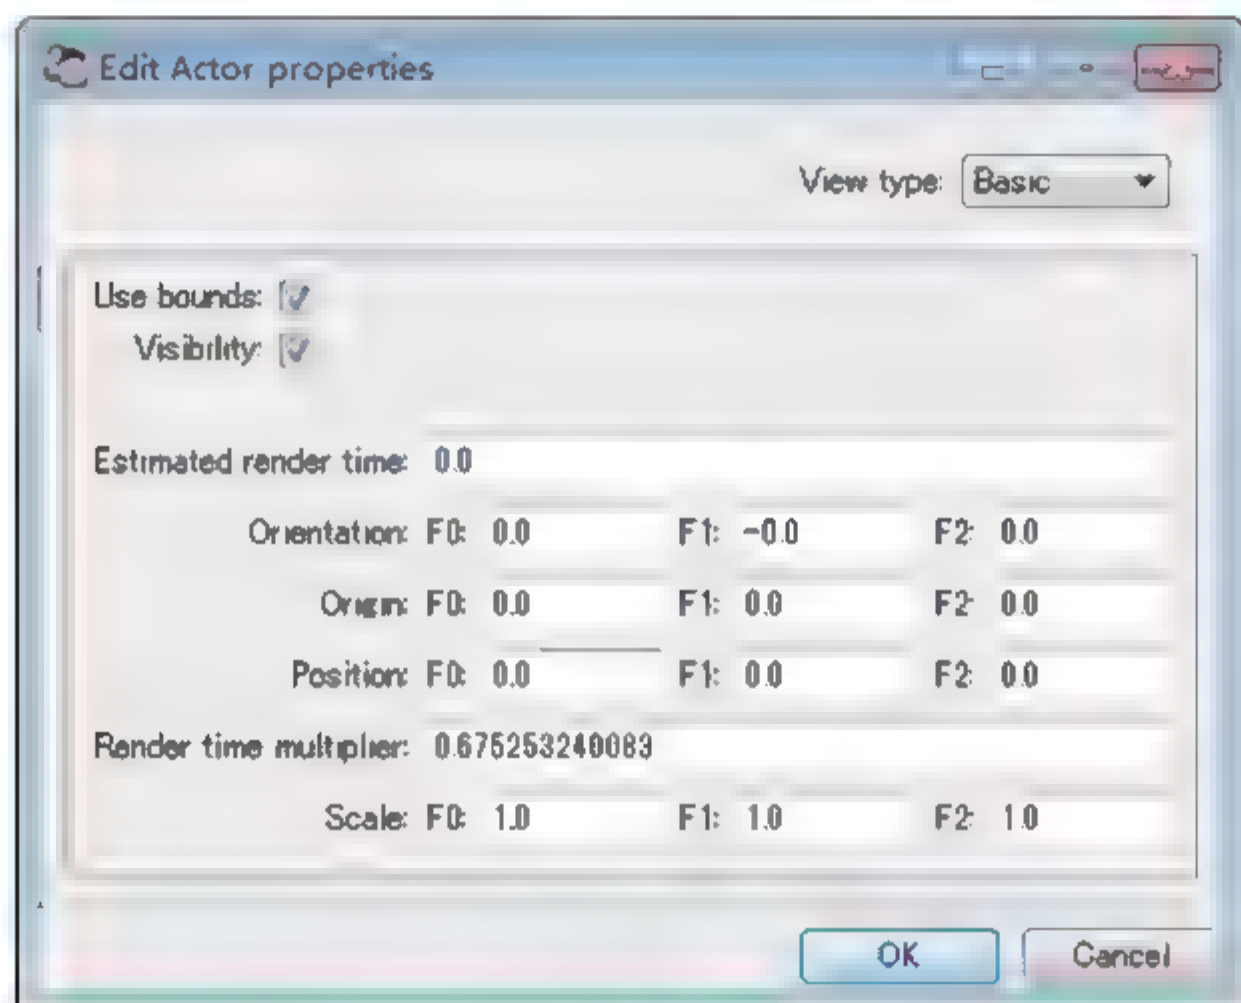 Edit Actor properties
View type: Basic
Use bounds:
Visibility:
Estimated render time: 0.0
Orientation: F0: 0.0 F1: -0.0 F2: 0.0
Origin: F0: 0.0 F1: 0.0 F2: 0.0
Position: F0: 0.0 F1: 0.0 F2: 0.0
Render time multiplier: 0.675253240083
Scale: F0: 1.0 F1: 1.0 F2: 1.0
OK Cancel